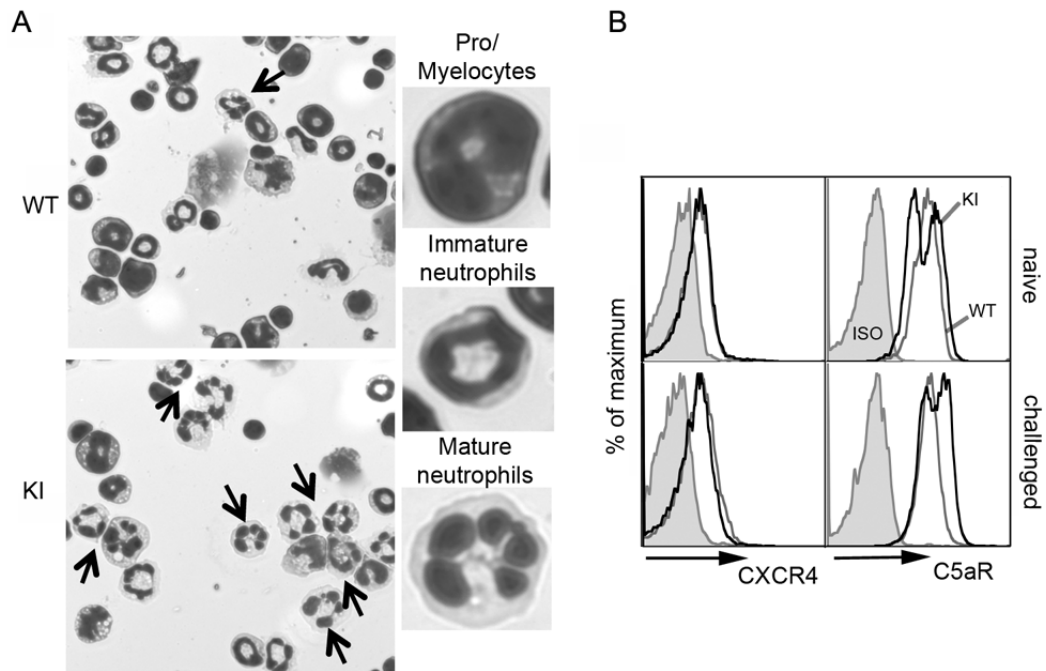 A
B
WT
KI
Pro/
Myelocytes
Immature
neutrophils
Mature
neutrophils
% of maximum
ISO
KI
WT
naive
challenged
CXCR4
C5aR